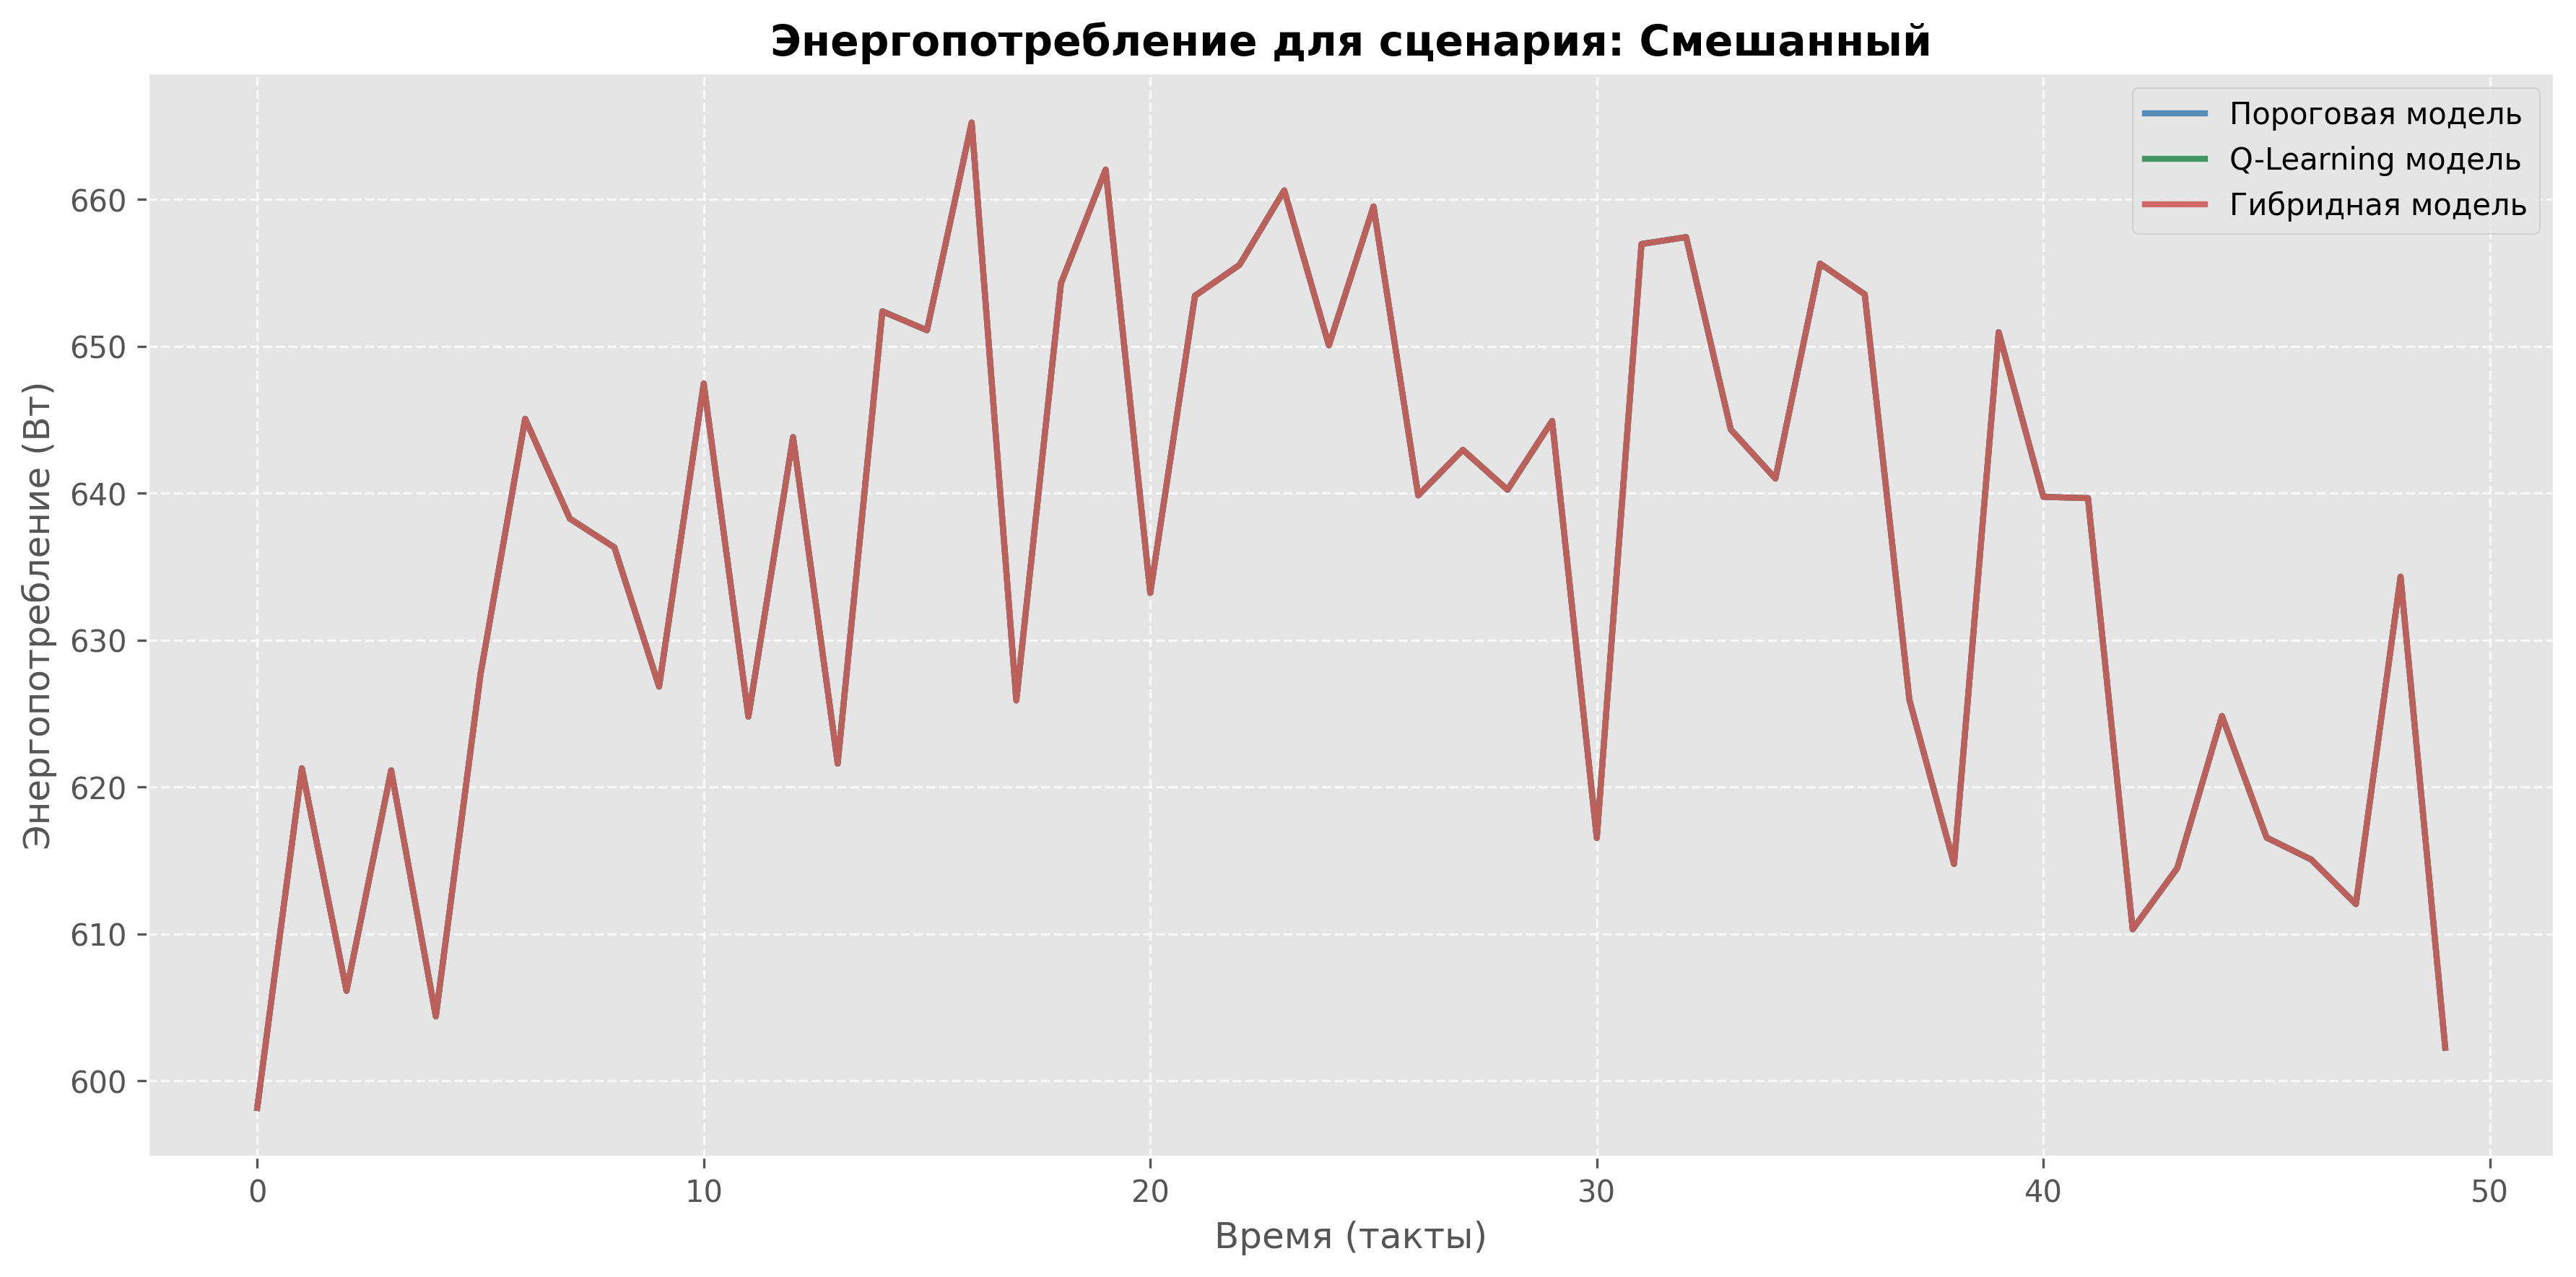 Энергопотребление для сценария: Смешанный
Пороговая модель
Q-Learning модель
Гибридная модель
Энергопотребление (Вт)
660
650
640
630
620
610
600
0 10 20 30 40 50
Время (такты)